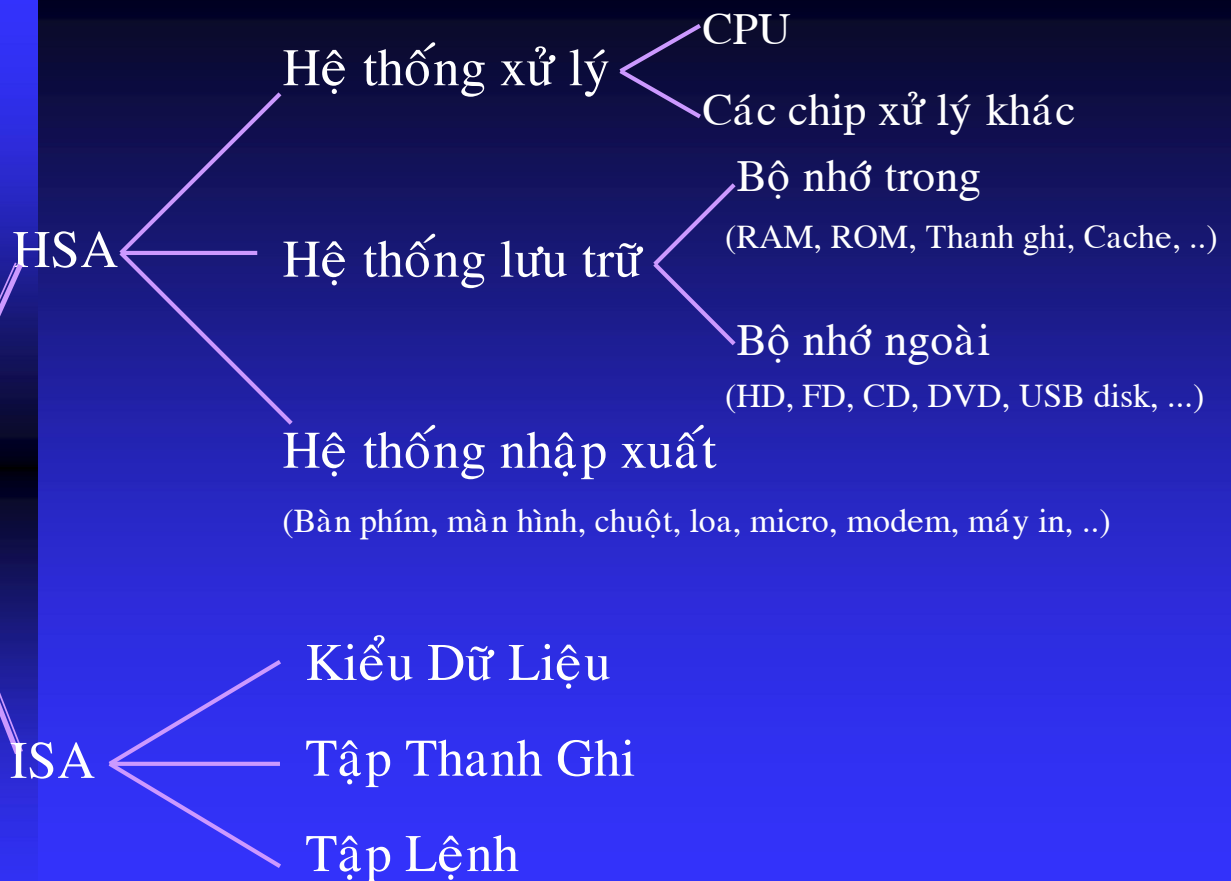 CPU
Hệ thống xử lý
Các chip xử lý khác
Bộ nhớ trong
(RAM, ROM, Thanh ghi, Cache, ..)
HSA
Hệ thống lưu trữ
Bộ nhớ ngoài
(HD, FD, CD, DVD, USB disk, ...)
Hệ thống nhập xuất
(Bàn phím, màn hình, chuột, loa, micro, modem, máy in, ..)
Kiểu Dữ Liệu
ISA
Tập Thanh Ghi
Tập Lệnh